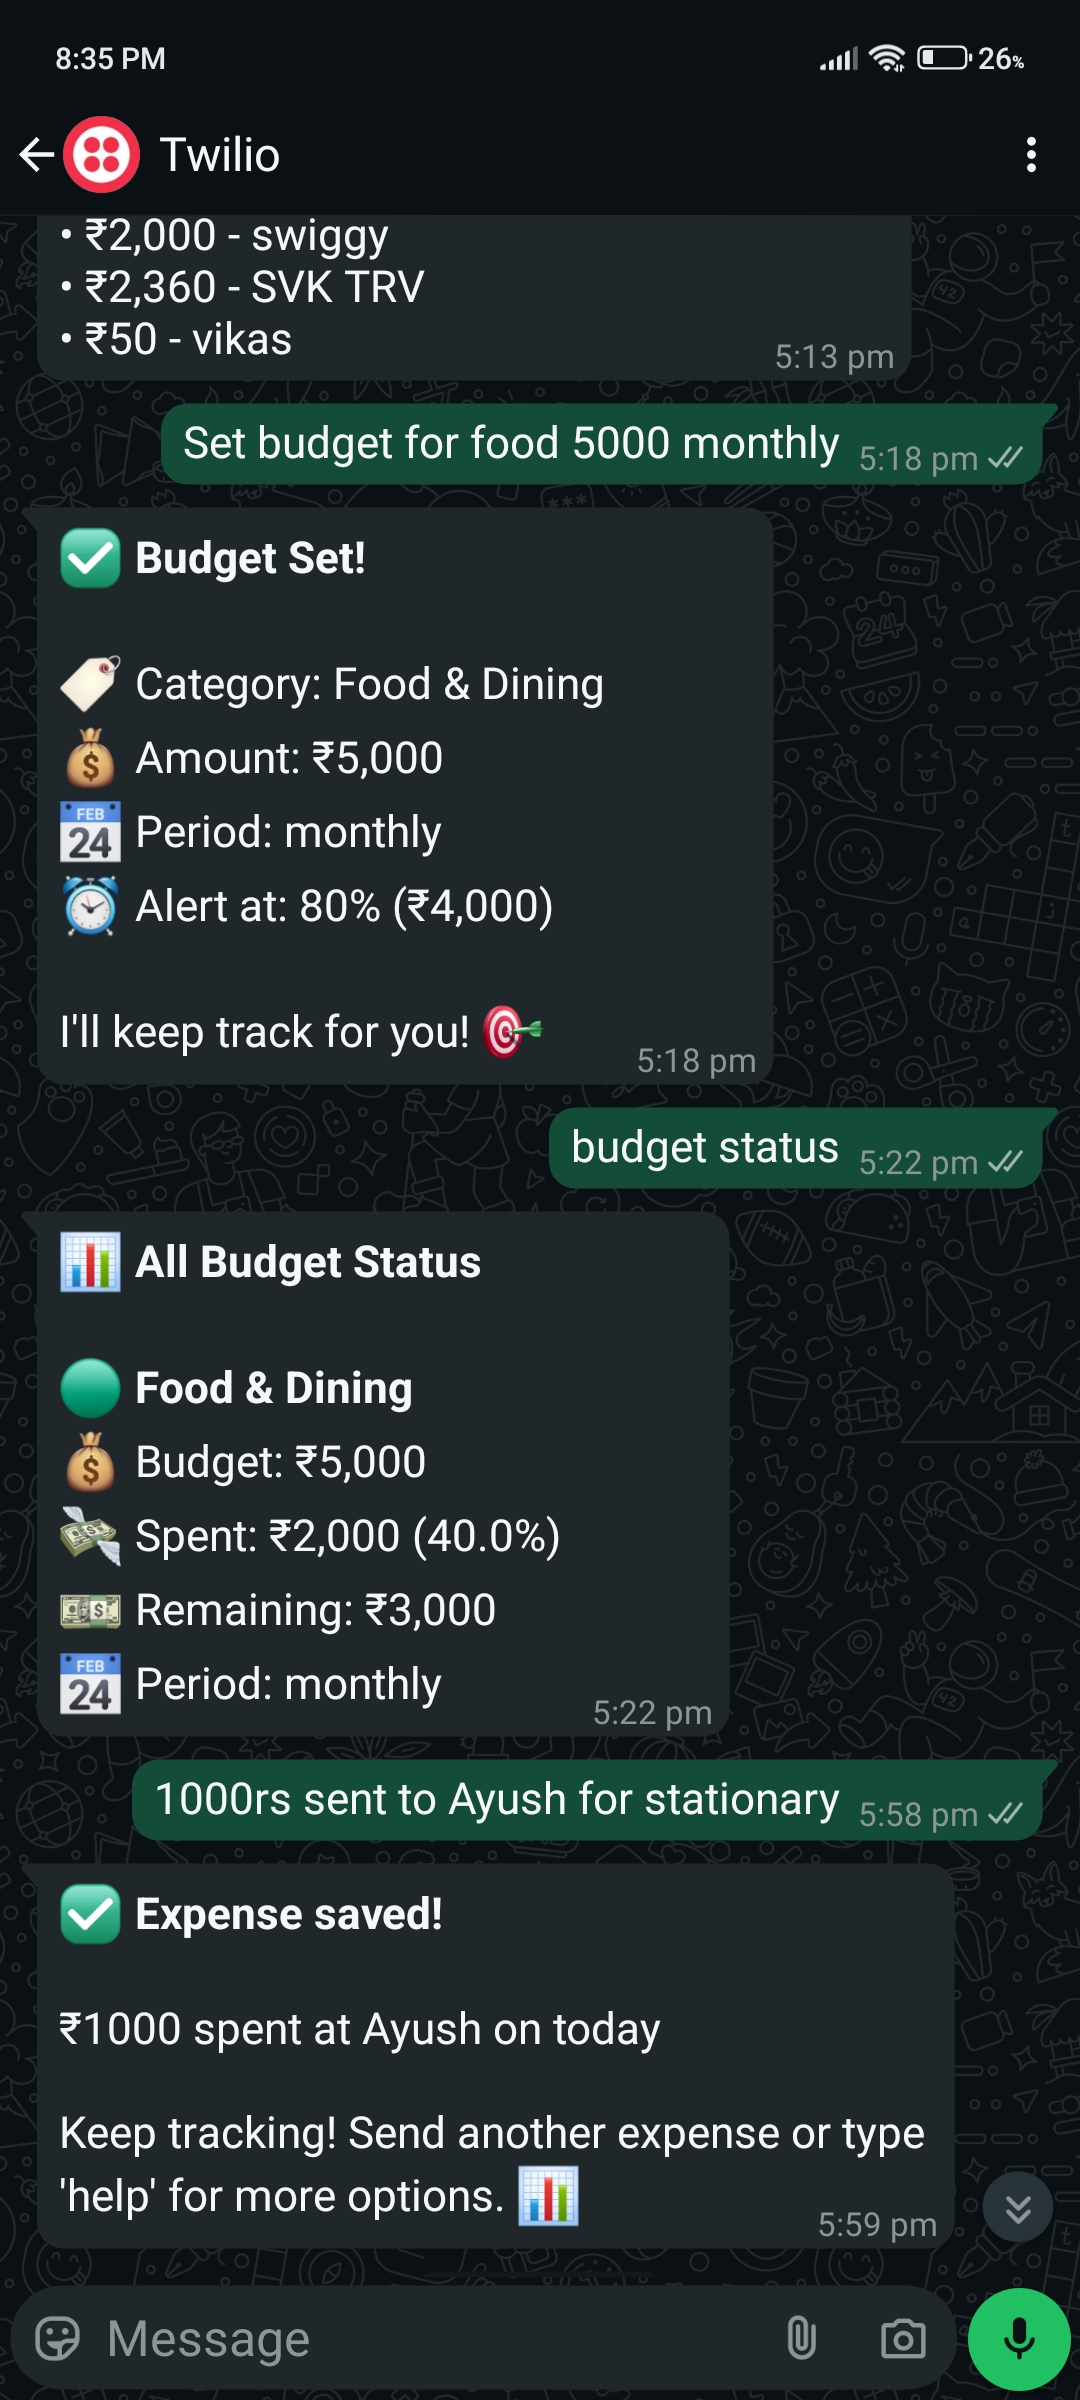 8:35 PM
26%
Twilio
• ₹2,000 - swiggy
• ₹2,360 - SVK TRV
• ₹50 - vikas
5:13 pm
Set budget for food 5000 monthly
5:18 pm
✅ Budget Set!
🏷️ Category: Food & Dining
💰 Amount: ₹5,000
📅 Period: monthly
⏰ Alert at: 80% (₹4,000)
I'll keep track for you! 🎯
5:18 pm
budget status
5:22 pm
📊 All Budget Status
🟢 Food & Dining
💰 Budget: ₹5,000
💸 Spent: ₹2,000 (40.0%)
💵 Remaining: ₹3,000
📅 Period: monthly
5:22 pm
1000rs sent to Ayush for stationary
5:58 pm
✅ Expense saved!
₹1000 spent at Ayush on today
Keep tracking! Send another expense or type
'help' for more options. 📊
5:59 pm
Message